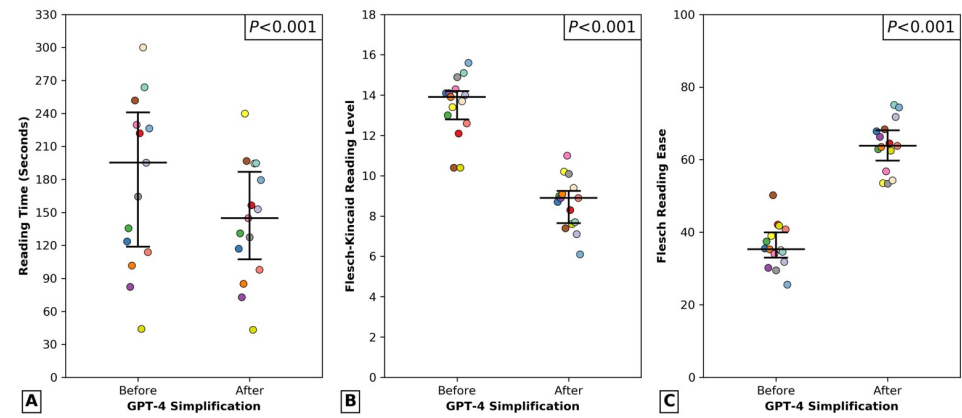 Reading Time (Seconds)
330
300
270
240
210
180
150
120
90
60
30
0
P<0.001
Before
After
GPT-4 Simplification
A
Flesch-Kincaid Reading Level
18
16
14
12
10
8
6
4
2
0
P<0.001
Before
After
GPT-4 Simplification
B
Flesch Reading Ease
100
80
60
40
20
0
P<0.001
Before
After
GPT-4 Simplification
C